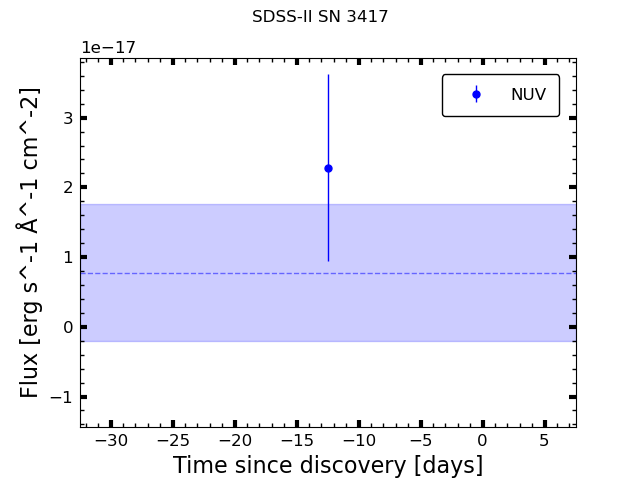 SDSS-II SN 3417
1e−17
NUV
3
2
1
0
−1
Flux [erg s^-1 Å^-1 cm^-2]
−30 −25 −20 −15 −10 −5 0 5
Time since discovery [days]